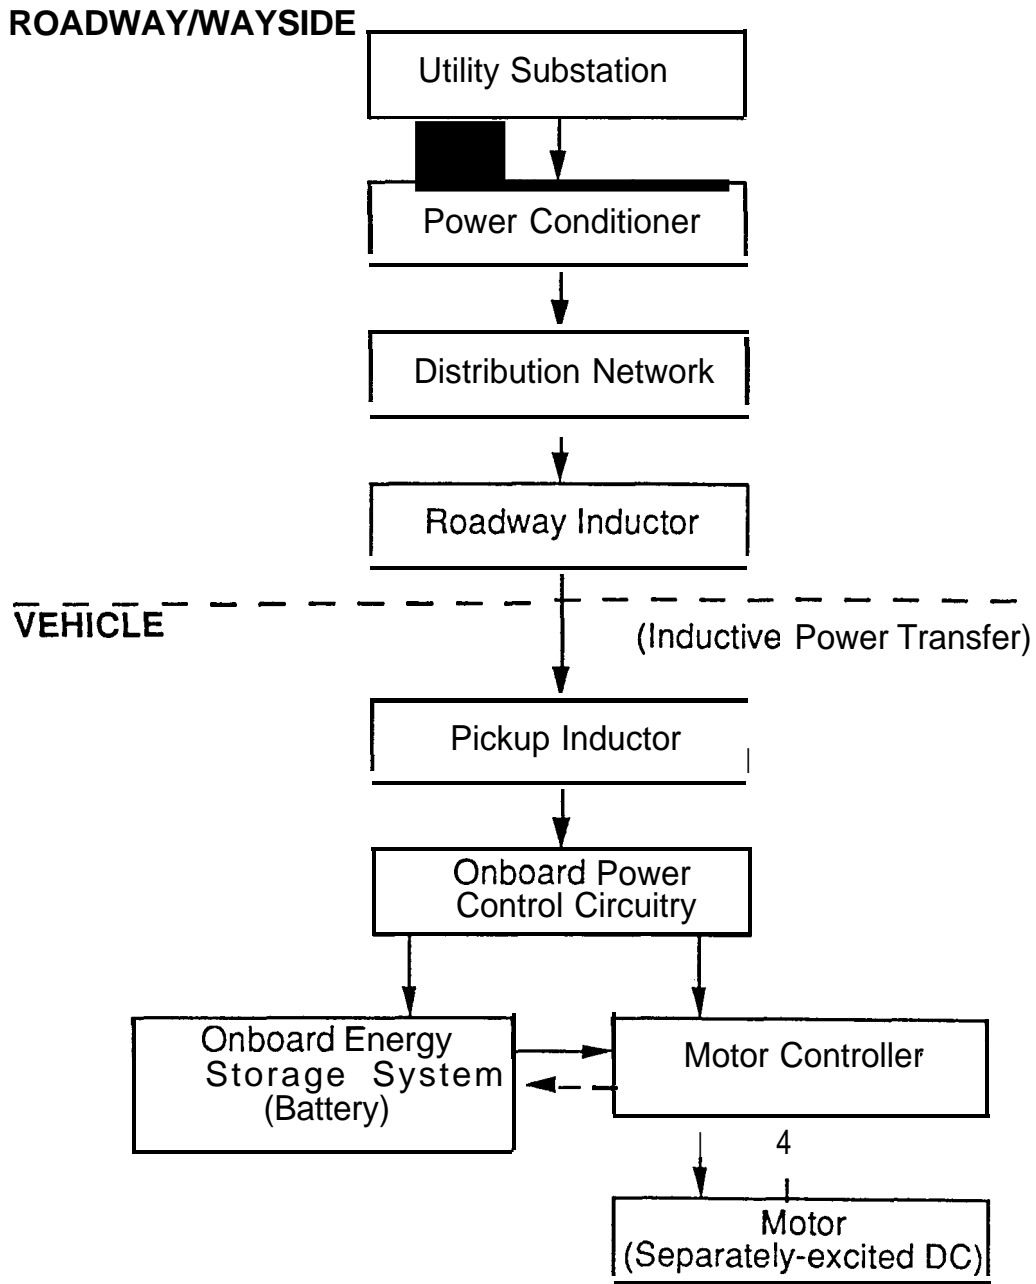 ROADWAY/WAYSIDE
Utility Substation
Power Conditioner
Distribution Network
Roadway Inductor
VEHICLE
(Inductive Power Transfer)
Pickup Inductor
Onboard Power
Control Circuitry
Onboard Energy
Storage System
(Battery)
Motor Controller
4
Motor
(Separately-excited DC)